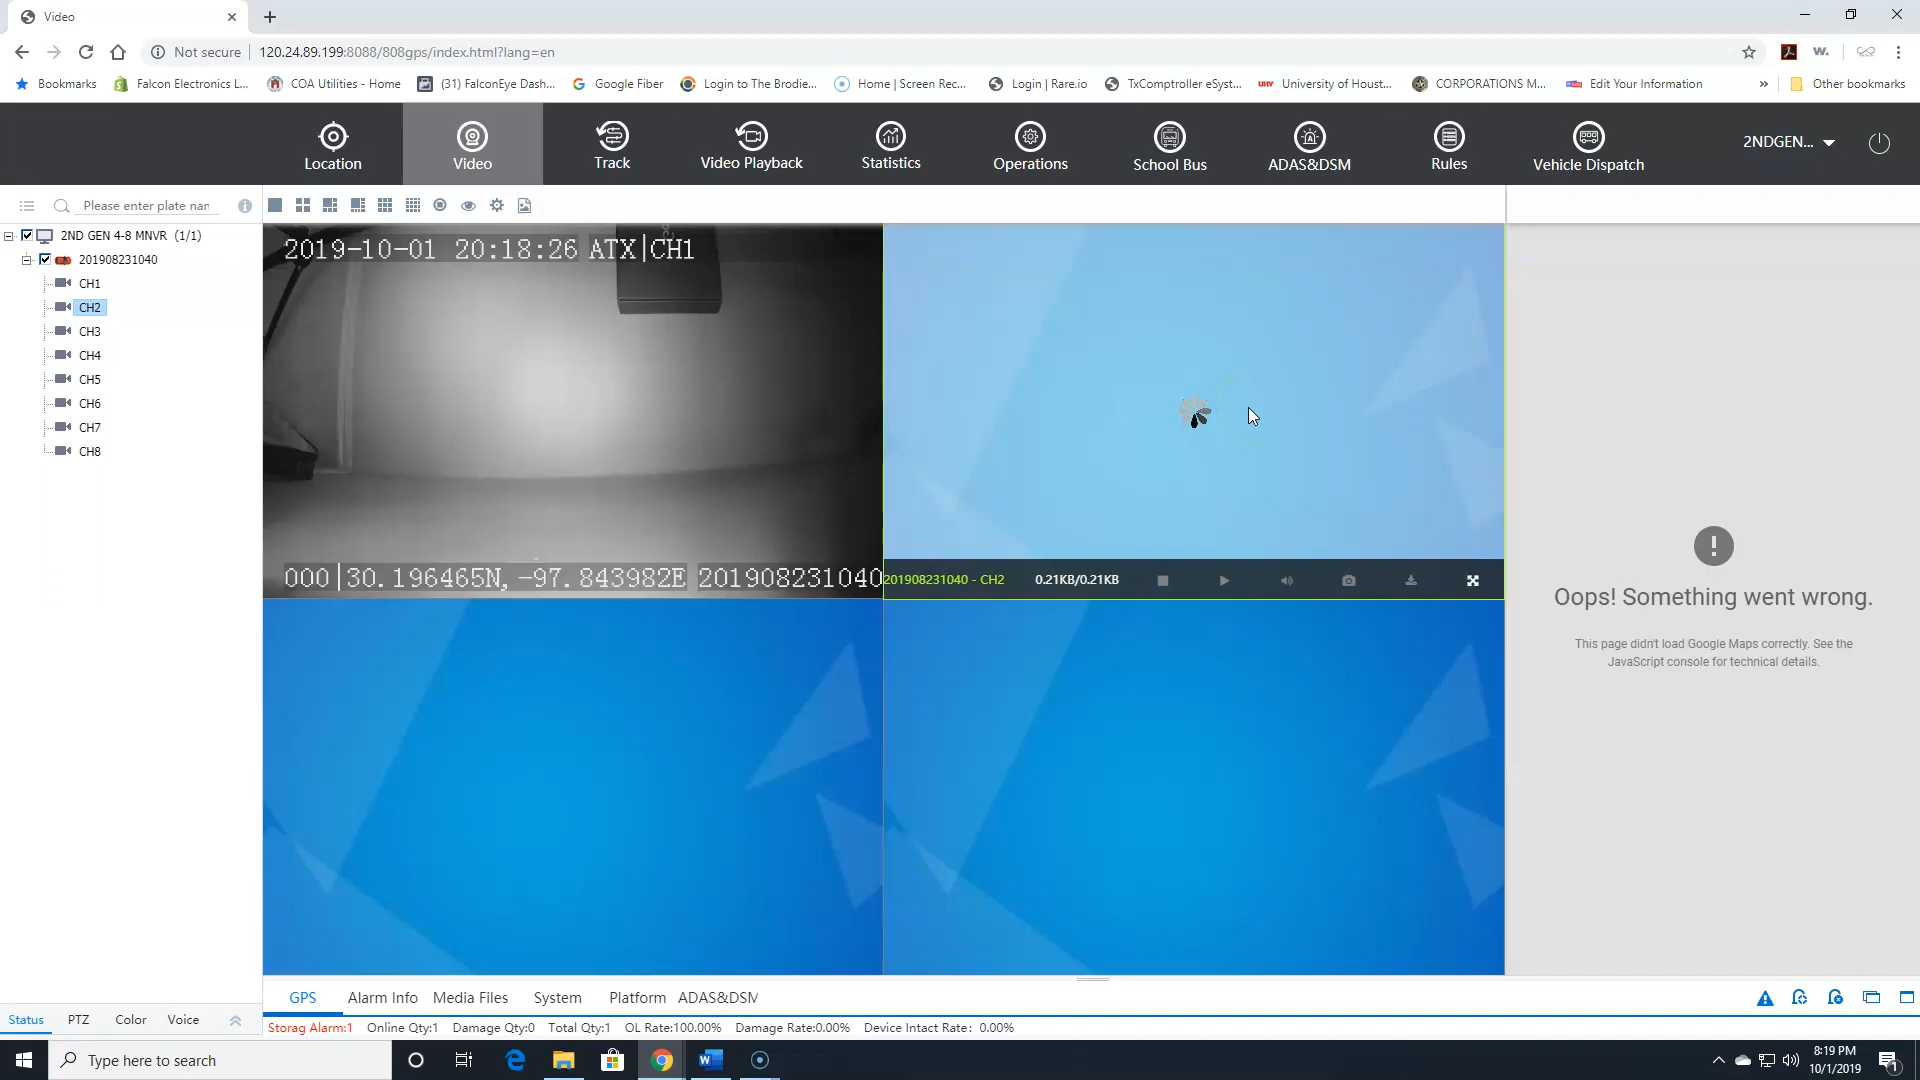 Video
Not secure
120.24.89.199:8088/808gps/index.html?lang=en
W.
Bookmarks
Falcon Electronics L...
COA Utilities - Home
(31) FalconEye Dash...
Google Fiber
Login to The Brodie...
Home | Screen Rec...
Login | Rare.io
TxComptroller eSyst...
UHV
University of Houst...
CORPORATIONS M...
Edit Your Information
»
Other bookmarks
Location
Video
Track
Video Playback
Statistics
Operations
School Bus
ADAS&DSM
Rules
Vehicle Dispatch
2NDGEN...
Please enter plate nar
2ND GEN 4-8 MNVR (1/1)
201908231040
CH1
CH2
CH3
CH4
CH5
CH6
CH7
CH8
2019-10-01 20:18:26 ATX|CH1
000|30.196465N,-97.843982E 201908231040
201908231040 - CH2
0.21KB/0.21KB
Oops! Something went wrong.
This page didn't load Google Maps correctly. See the
JavaScript console for technical details.
GPS
Alarm Info
Media Files
System
Platform
ADAS&DSM
Status
PTZ
Color
Voice
Storag Alarm:1
Online Qty:1
Damage Qty:0
Total Qty:1
OL Rate:100.00%
Damage Rate:0.00%
Device Intact Rate: 0.00%
Type here to search
8:19 PM
10/1/2019
1